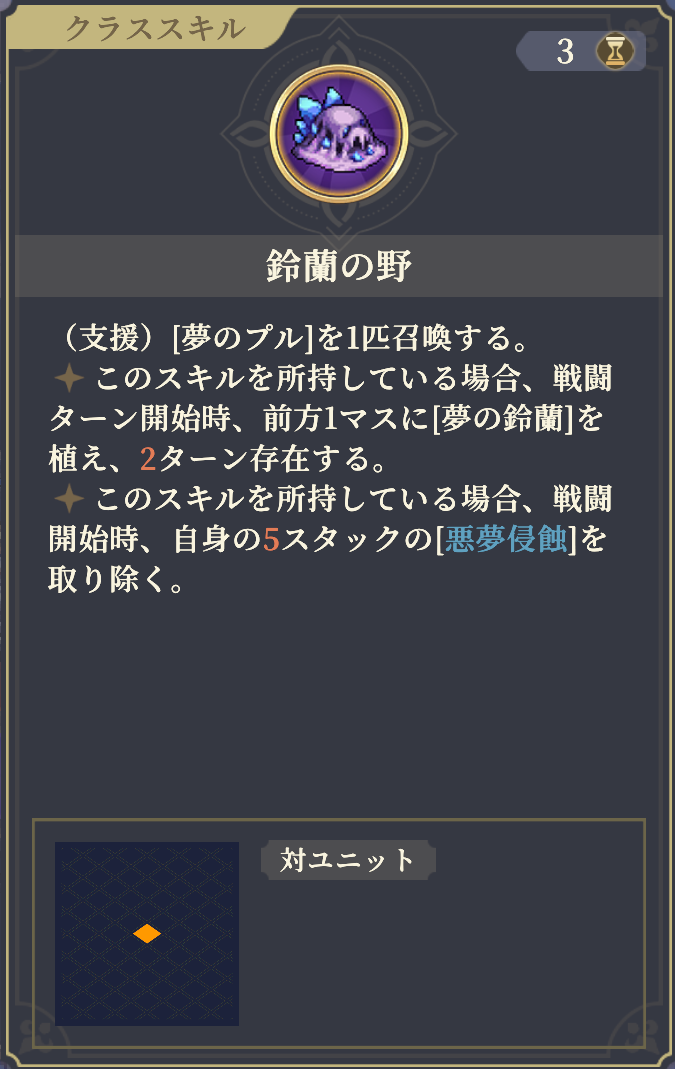 クラススキル
3
鈴蘭の野
（支援）[夢のプル]を1匹召喚する。
このスキルを所持している場合、戦闘
ターン開始時、前方1マスに[夢の鈴蘭]を
植え、2ターン存在する。
このスキルを所持している場合、戦闘
開始時、自身の5スタックの[悪夢侵蝕]を
取り除く。
対ユニット